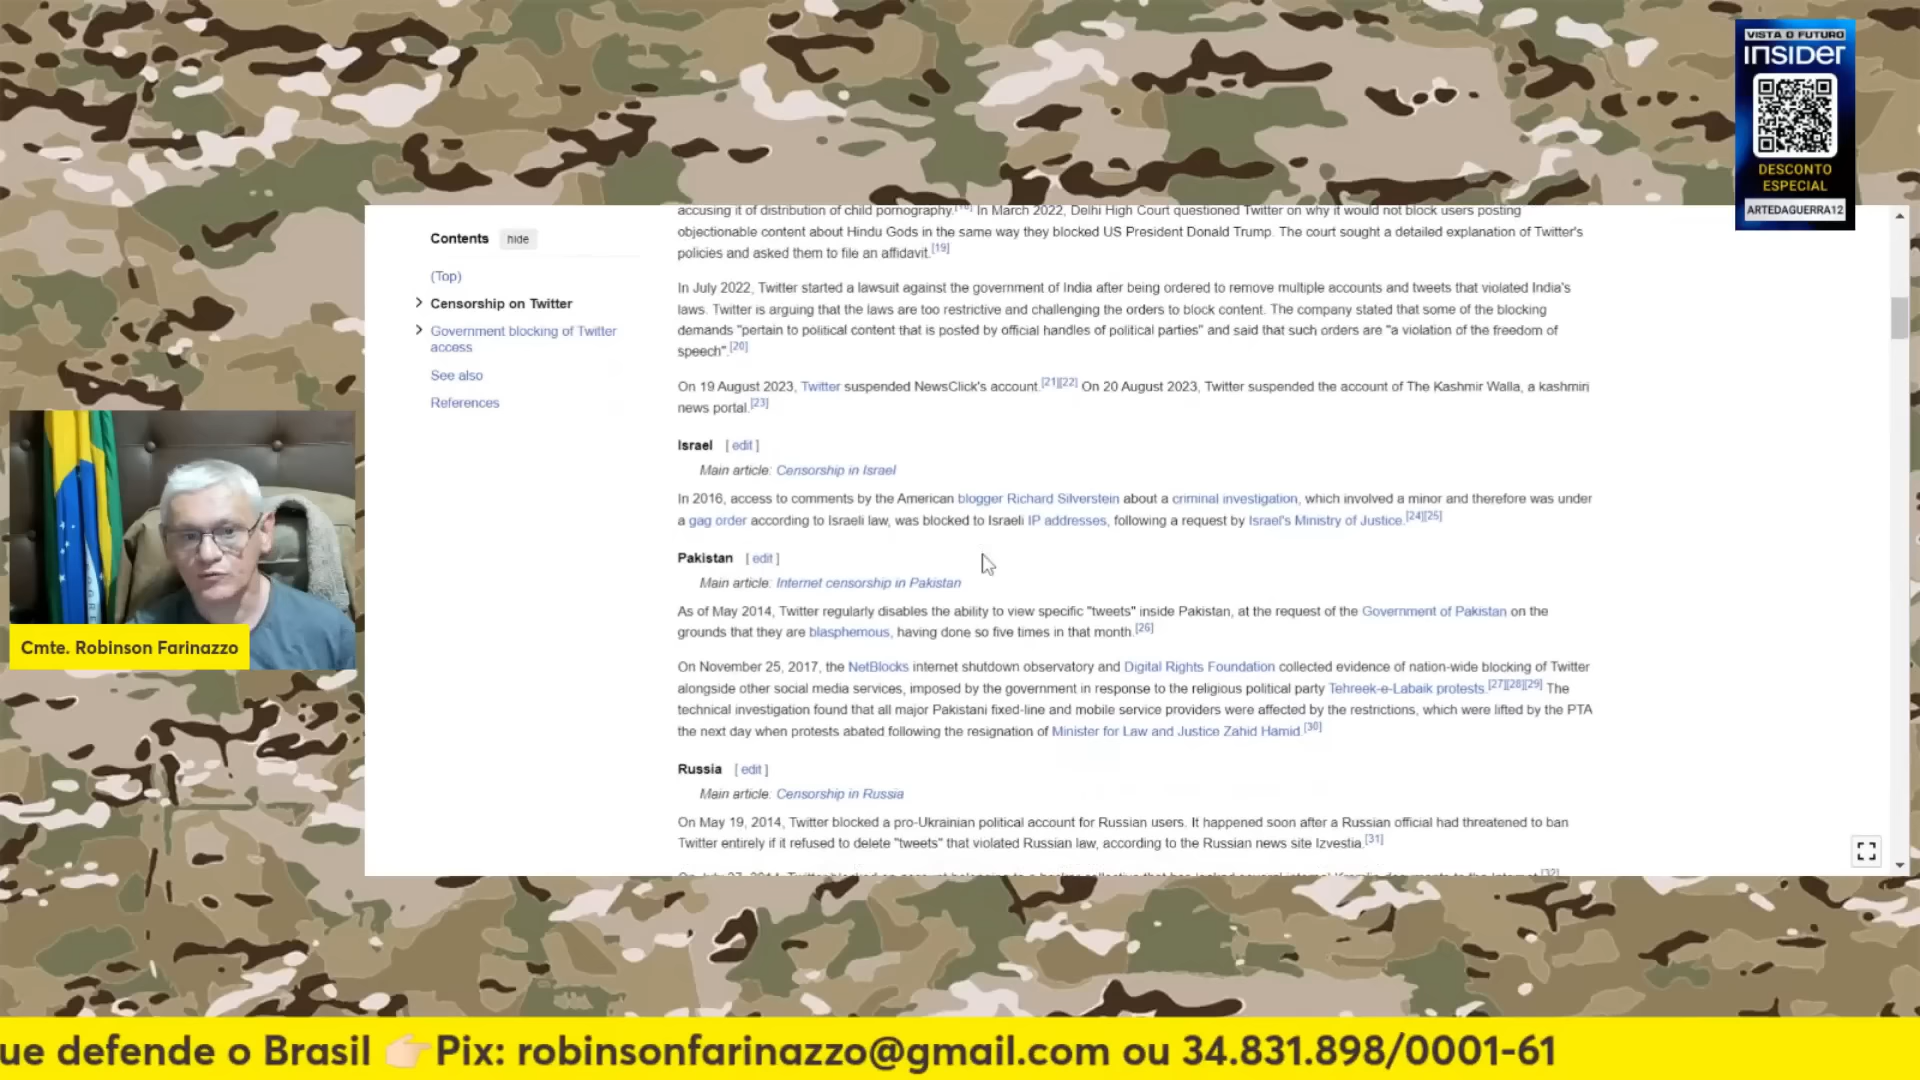 VISTA O FUTURO
INSIDER
DESCONTO
ESPECIAL
ARTEDAGUERRA12
Contents hide
(Top)
Censorship on Twitter
Government blocking of Twitter
access
See also
References
accusing it of distribution of child pornography. In March 2022, Delhi High Court questioned Twitter on why it would not block users posting
objectionable content about Hindu Gods in the same way they blocked US President Donald Trump. The court sought a detailed explanation of Twitter's
policies and asked them to file an affidavit.[19]
In July 2022, Twitter started a lawsuit against the government of India after being ordered to remove multiple accounts and tweets that violated India's
laws. Twitter is arguing that the laws are too restrictive and challenging the orders to block content. The company stated that some of the blocking
demands "pertain to political content that is posted by official handles of political parties" and said that such orders are "a violation of the freedom of
speech".[20]
On 19 August 2023, Twitter suspended NewsClick's account.[21][22] On 20 August 2023, Twitter suspended the account of The Kashmir Walla, a kashmiri
news portal.[23]
Israel [ edit ]
Main article: Censorship in Israel
In 2016, access to comments by the American blogger Richard Silverstein about a criminal investigation, which involved a minor and therefore was under
a gag order according to Israeli law, was blocked to Israeli IP addresses, following a request by Israel's Ministry of Justice.[24][25]
Pakistan [ edit ]
Main article: Internet censorship in Pakistan
As of May 2014, Twitter regularly disables the ability to view specific "tweets" inside Pakistan, at the request of the Government of Pakistan on the
grounds that they are blasphemous, having done so five times in that month.[26]
On November 25, 2017, the NetBlocks internet shutdown observatory and Digital Rights Foundation collected evidence of nation-wide blocking of Twitter
alongside other social media services, imposed by the government in response to the religious political party Tehreek-e-Labaik protests.[27][28][29] The
technical investigation found that all major Pakistani fixed-line and mobile service providers were affected by the restrictions, which were lifted by the PTA
the next day when protests abated following the resignation of Minister for Law and Justice Zahid Hamid.[30]
Russia [ edit ]
Main article: Censorship in Russia
On May 19, 2014, Twitter blocked a pro-Ukrainian political account for Russian users. It happened soon after a Russian official had threatened to ban
Twitter entirely if it refused to delete "tweets" that violated Russian law, according to the Russian news site Izvestia.[31]
Cmte. Robinson Farinazzo
ue defende o Brasil 👉Pix: robinsonfarinazzo@gmail.com ou 34.831.898/0001-61